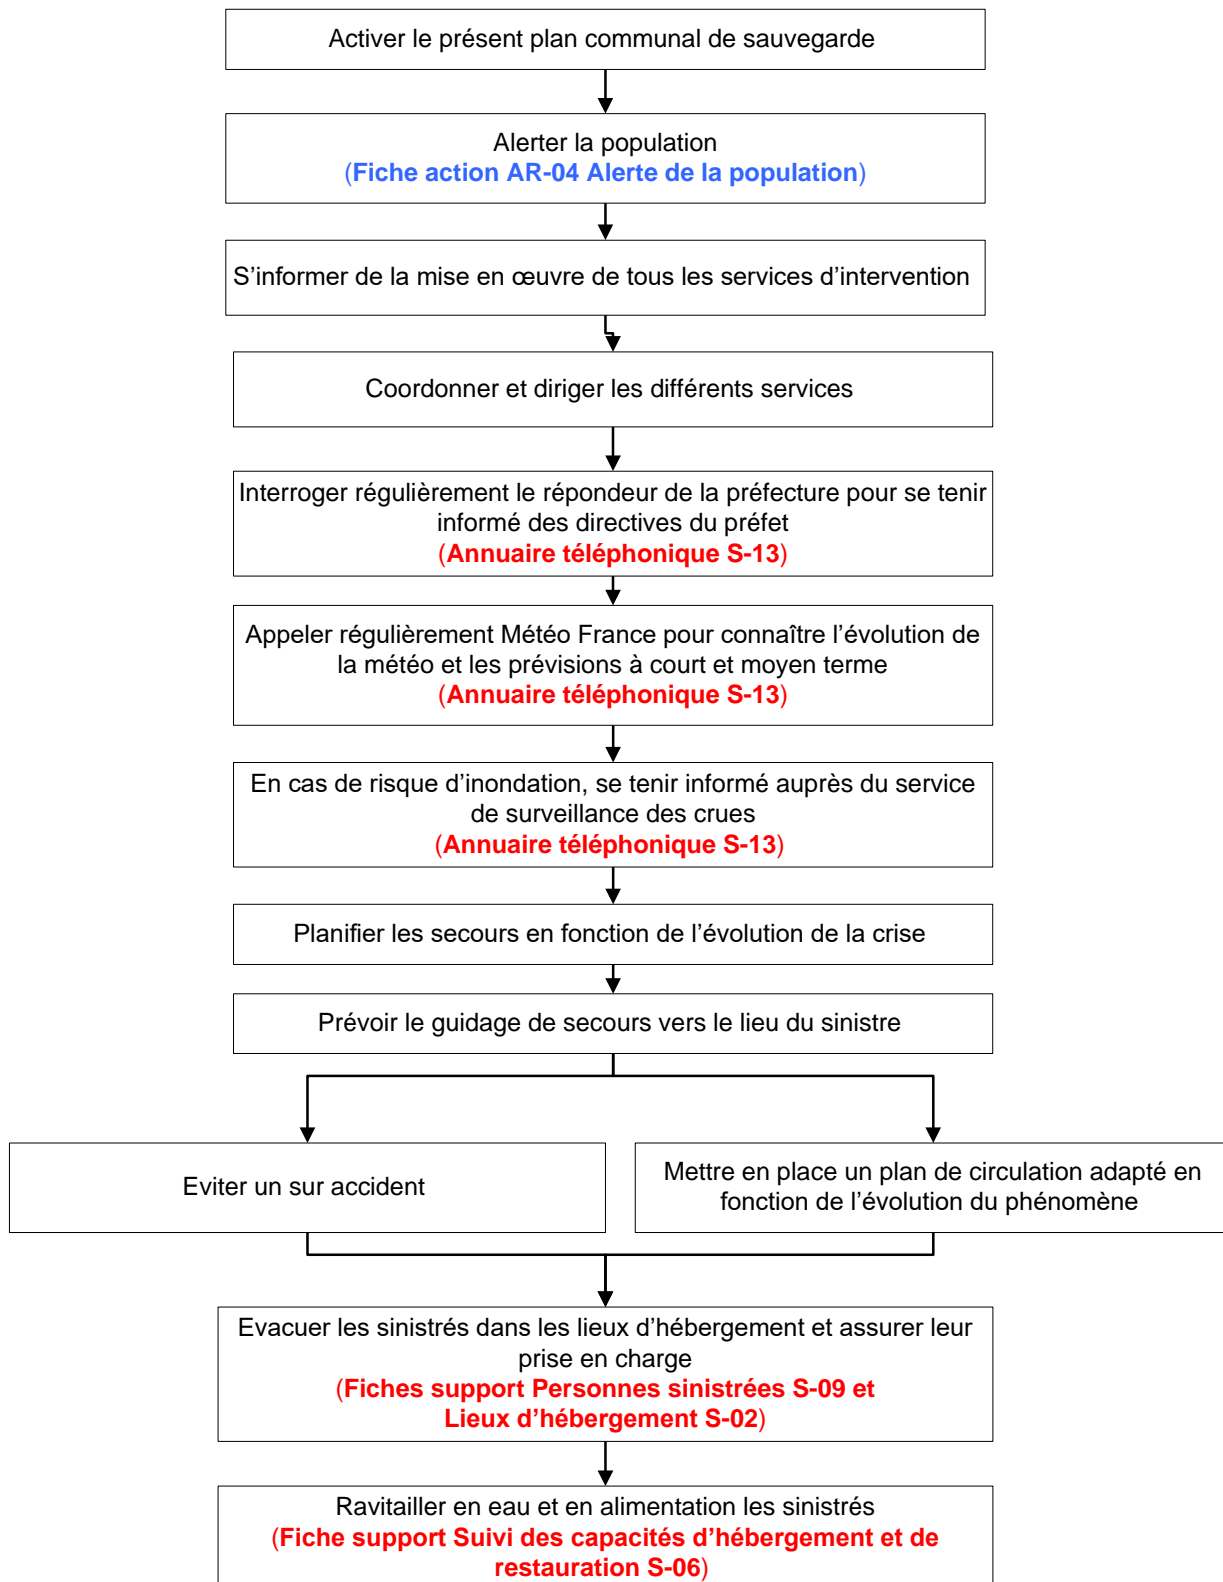 Activer le présent plan communal de sauvegarde
Alerter la population
(Fiche action AR-04 Alerte de la population)
S’informer de la mise en œuvre de tous les services d’intervention
Coordonner et diriger les différents services
Interroger régulièrement le répondeur de la préfecture pour se tenir
informé des directives du préfet
(Annuaire téléphonique S-13)
Appeler régulièrement Météo France pour connaître l’évolution de
la météo et les prévisions à court et moyen terme
(Annuaire téléphonique S-13)
En cas de risque d’inondation, se tenir informé auprès du service
de surveillance des crues
(Annuaire téléphonique S-13)
Planifier les secours en fonction de l’évolution de la crise
Prévoir le guidage de secours vers le lieu du sinistre
Eviter un sur accident
Mettre en place un plan de circulation adapté en
fonction de l’évolution du phénomène
Evacuer les sinistrés dans les lieux d’hébergement et assurer leur
prise en charge
(Fiches support Personnes sinistrées S-09 et
Lieux d’hébergement S-02)
Ravitailler en eau et en alimentation les sinistrés
(Fiche support Suivi des capacités d’hébergement et de
restauration S-06)